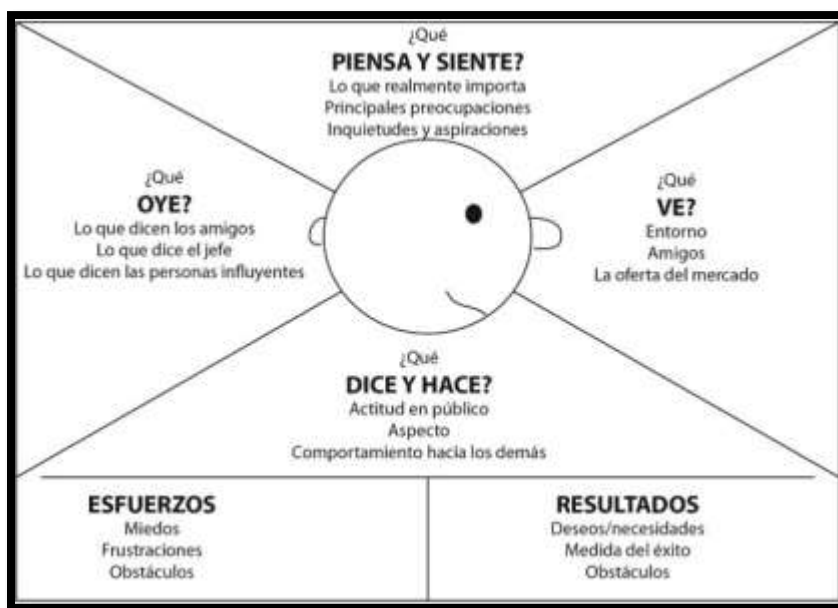 ¿Qué
PIENSA Y SIENTE?
Lo que realmente importa
Principales preocupaciones
Inquietudes y aspiraciones
¿Qué
OYE?
Lo que dicen los amigos
Lo que dice el jefe
Lo que dicen las personas influyentes
¿Qué
VE?
Entorno
Amigos
La oferta del mercado
¿Qué
DICE Y HACE?
Actitud en público
Aspecto
Comportamiento hacia los demás
ESFUERZOS
Miedos
Frustraciones
Obstáculos
RESULTADOS
Deseos/necesidades
Medida del éxito
Obstáculos